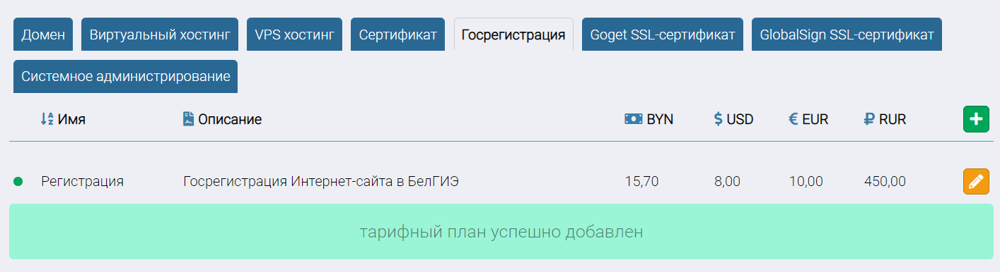 Домен Виртуальный хостинг VPS хостинг Сертификат Госрегистрация Goget SSL-сертификат GlobalSign SSL-сертификат
Системное администрирование
Имя Описание BYN USD EUR RUR
Регистрация Госрегистрация Интернет-сайта в БелГИЭ 15,70 8,00 10,00 450,00
тарифный план успешно добавлен